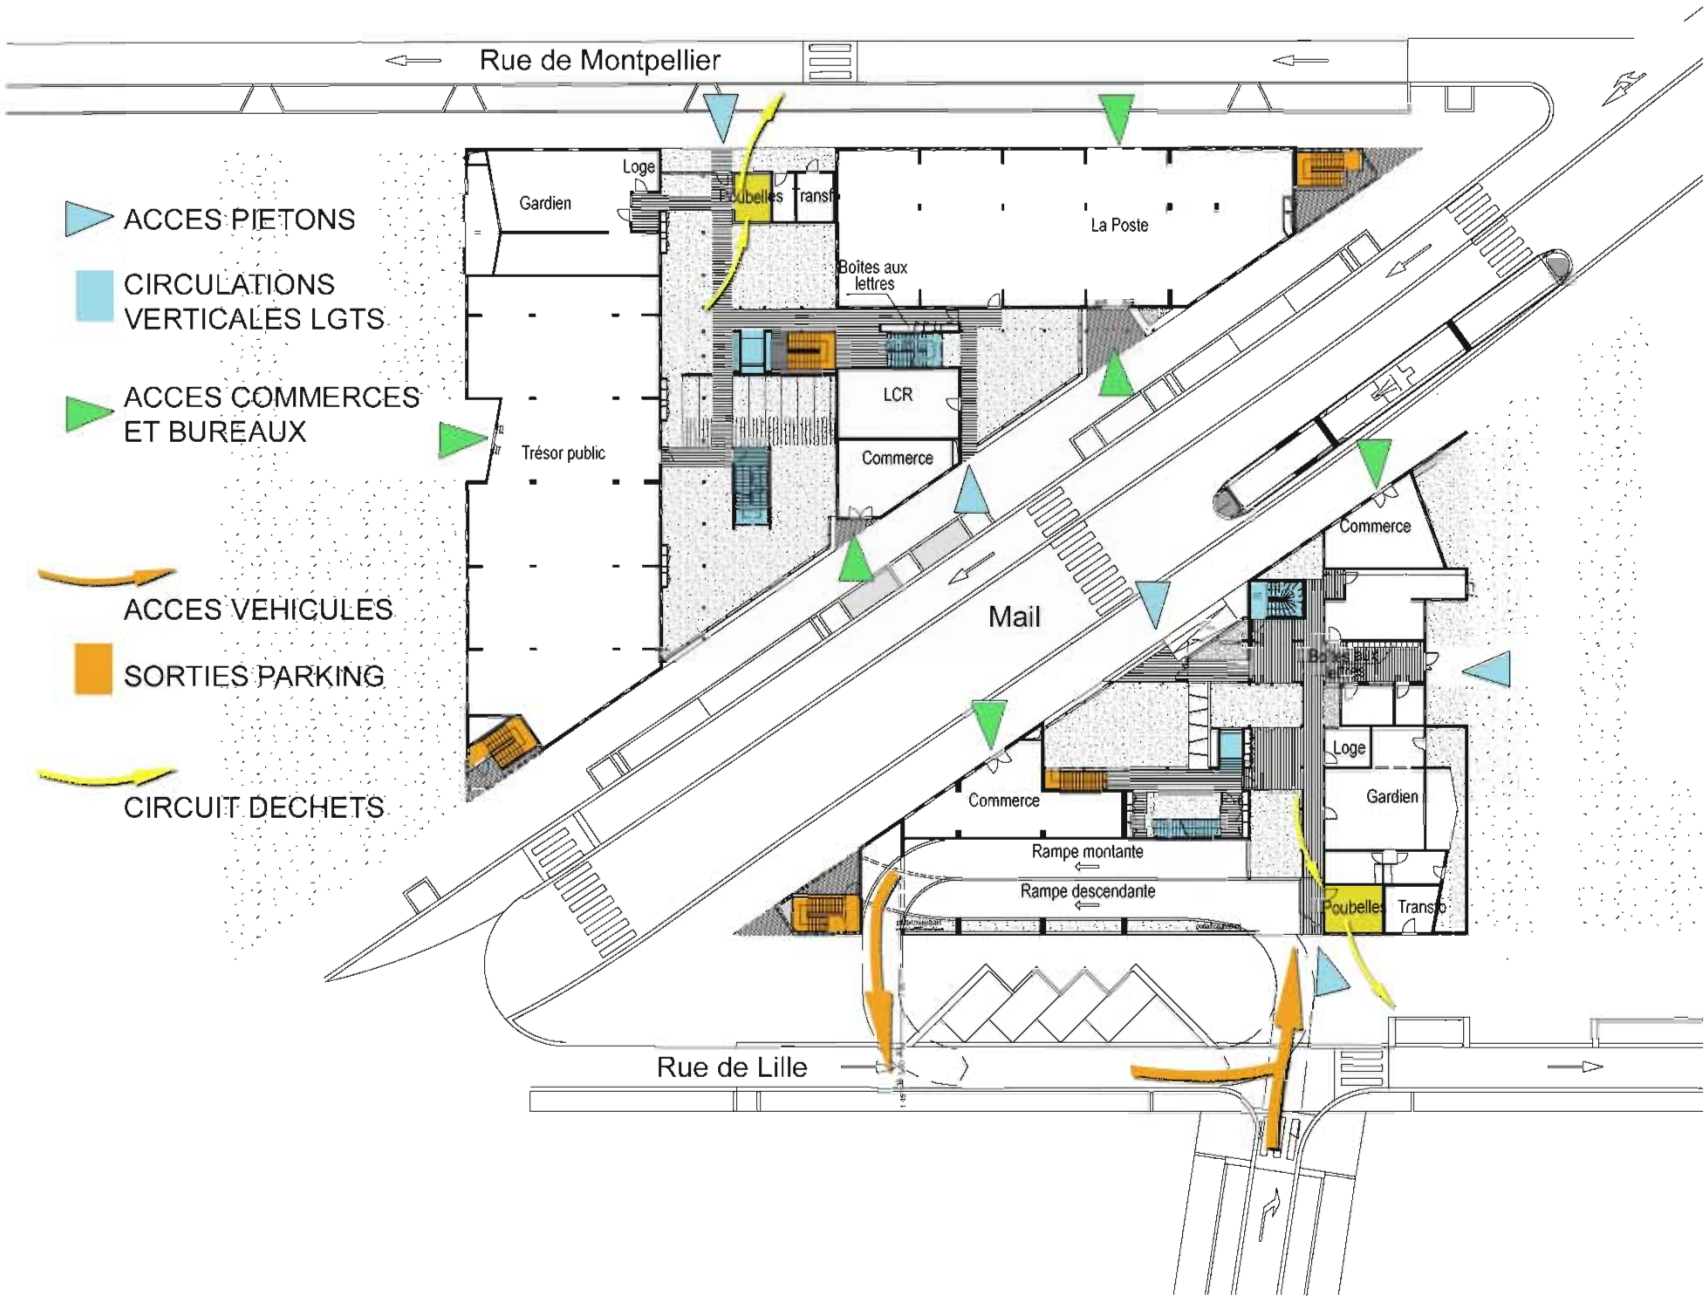 Rue de Montpellier
Loge
Gardien
Poubelles
Transfo
La Poste
Boîtes aux
lettres
ACCES PIETONS
CIRCULATIONS
VERTICALES LGTS
ACCES COMMERCES
ET BUREAUX
LCR
Commerce
Trésor public
Commerce
ACCES VEHICULES
Mail
SORTIES PARKING
Loge
Commerce
Gardien
CIRCUIT DECHETS
Rampe montante
Rampe descendante
Poubelles
Transfo
Rue de Lille